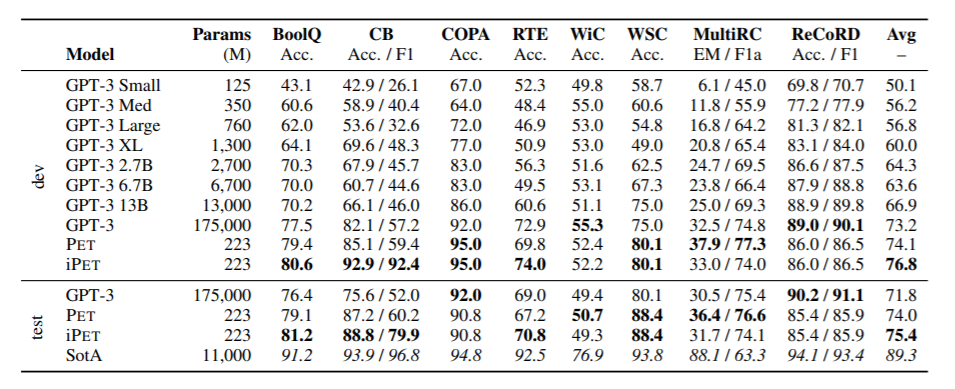 Params BoolQ CB COPA RTE WiC WSC MultiRC ReCoRD Avg
Model (M) Acc. Acc. / F1 Acc. Acc. Acc. Acc. EM / F1a Acc. / F1 –
dev
GPT-3 Small 125 43.1 42.9 / 26.1 67.0 52.3 49.8 58.7 6.1 / 45.0 69.8 / 70.7 50.1
GPT-3 Med 350 60.6 58.9 / 40.4 64.0 48.4 55.0 60.6 11.8 / 55.9 77.2 / 77.9 56.2
GPT-3 Large 760 62.0 53.6 / 32.6 72.0 46.9 53.0 54.8 16.8 / 64.2 81.3 / 82.1 56.8
GPT-3 XL 1,300 64.1 69.6 / 48.3 77.0 50.9 53.0 49.0 20.8 / 65.4 83.1 / 84.0 60.0
GPT-3 2.7B 2,700 70.3 67.9 / 45.7 83.0 56.3 51.6 62.5 24.7 / 69.5 86.6 / 87.5 64.3
GPT-3 6.7B 6,700 70.0 60.7 / 44.6 83.0 49.5 53.1 67.3 23.8 / 66.4 87.9 / 88.8 63.6
GPT-3 13B 13,000 70.2 66.1 / 46.0 86.0 60.6 51.1 75.0 25.0 / 69.3 88.9 / 89.8 66.9
GPT-3 175,000 77.5 82.1 / 57.2 92.0 72.9 55.3 75.0 32.5 / 74.8 89.0 / 90.1 73.2
PET 223 79.4 85.1 / 59.4 95.0 69.8 52.4 80.1 37.9 / 77.3 86.0 / 86.5 74.1
iPET 223 80.6 92.9 / 92.4 95.0 74.0 52.2 80.1 33.0 / 74.0 86.0 / 86.5 76.8
test
GPT-3 175,000 76.4 75.6 / 52.0 92.0 69.0 49.4 80.1 30.5 / 75.4 90.2 / 91.1 71.8
PET 223 79.1 87.2 / 60.2 90.8 67.2 50.7 88.4 36.4 / 76.6 85.4 / 85.9 74.0
iPET 223 81.2 88.8 / 79.9 90.8 70.8 49.3 88.4 31.7 / 74.1 85.4 / 85.9 75.4
SotA 11,000 91.2 93.9 / 96.8 94.8 92.5 76.9 93.8 88.1 / 63.3 94.1 / 93.4 89.3